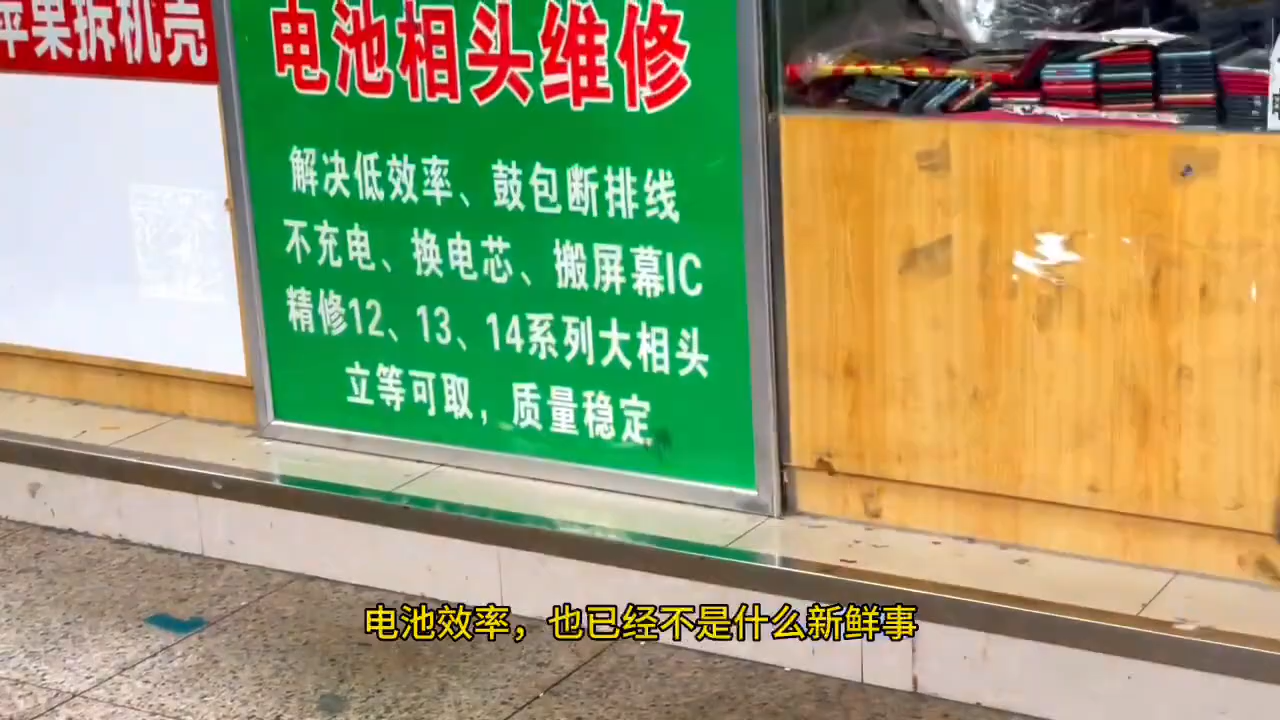 苹果拆机壳
电池相头维修
解决低效率、鼓包断排线
不充电、换电芯、搬屏幕IC
精修12、13、14系列大相头
立等可取，质量稳定
电池效率，也已经不是什么新鲜事